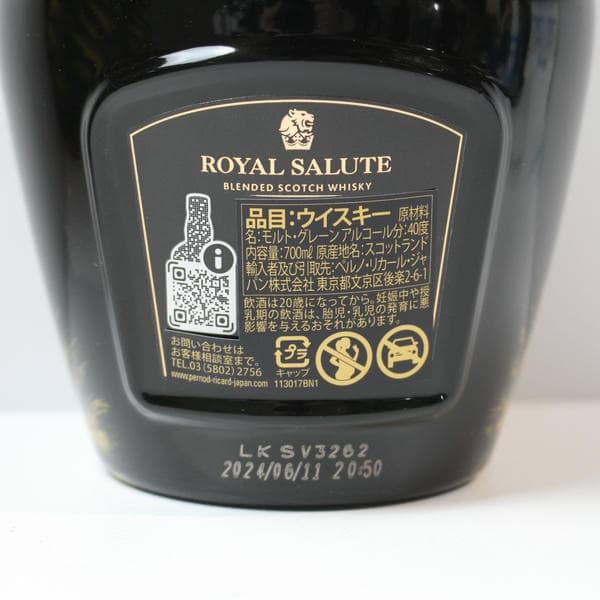 ROYAL SALUTE
BLENDED SCOTCH WHISKY
品目：ウイスキー 原材料
名：モルト・グレーン アルコール分：40度
内容量：700mℓ 原産地名：スコットランド
輸入者及び引取先：ペルノ・リカール・ジャ
パン株式会社 東京都文京区後楽2-6-1
飲酒は20歳になってから。妊娠中や授
乳期の飲酒は、胎児・乳児の発育に悪
影響を与えるおそれがあります。
お問い合わせは
お客様相談室まで。
TEL.03(5802)2756
www.pernod-ricard-japan.com
プラ
キャップ
113017BN1
LKSV3262
2024/06/11 20:50